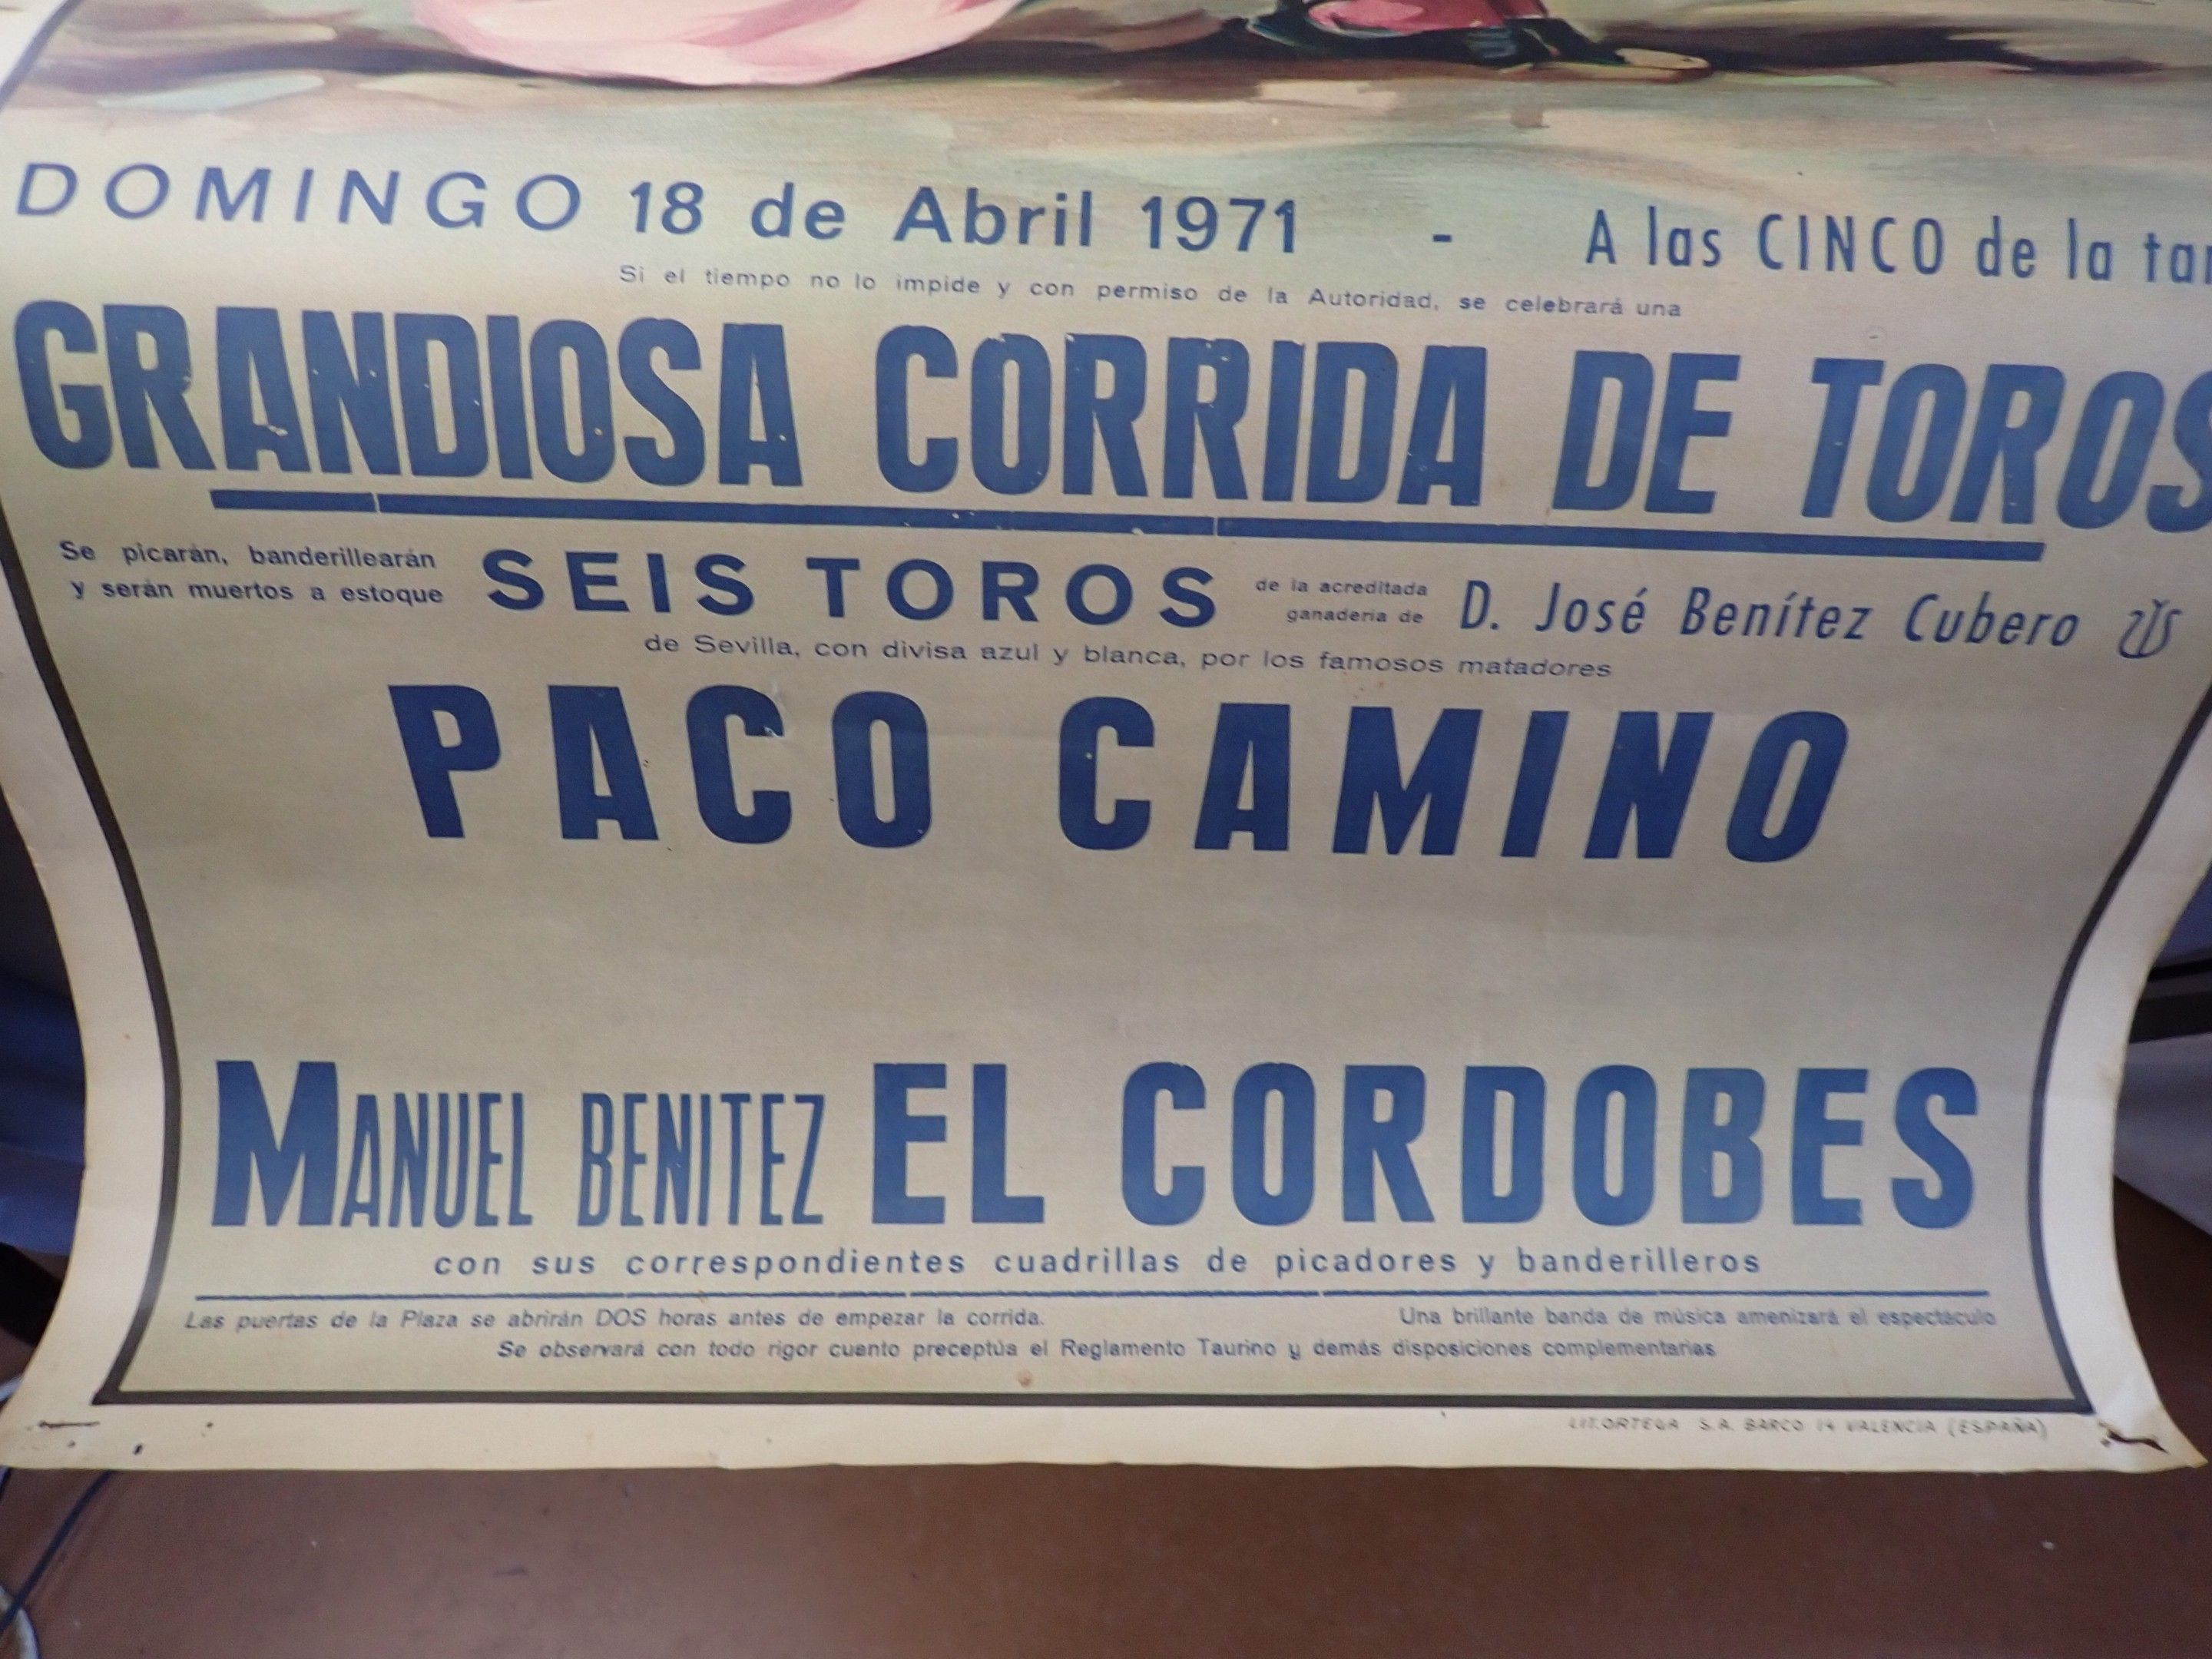 DOMINGO 18 de Abril 1971 - A las CINCO de la tar
Si el tiempo no lo impide y con permiso de la Autoridad, se celebrará una
GRANDIOSA CORRIDA DE TOROS
Se picarán, banderillearán
y serán muertos a estoque
SEIS TOROS
de la acreditada
ganadería de
D. José Benítez Cubero
de Sevilla, con divisa azul y blanca, por los famosos matadores
PACO CAMINO
MANUEL BENITEZ EL CORDOBES
con sus correspondientes cuadrillas de picadores y banderilleros
Las puertas de la Plaza se abrirán DOS horas antes de empezar la corrida. Una brillante banda de música amenizará el espectáculo
Se observará con todo rigor cuanto preceptúa el Reglamento Taurino y demás disposiciones complementarias
LIT. ORTEGA S.A. BARCO 14 VALENCIA (ESPAÑA)